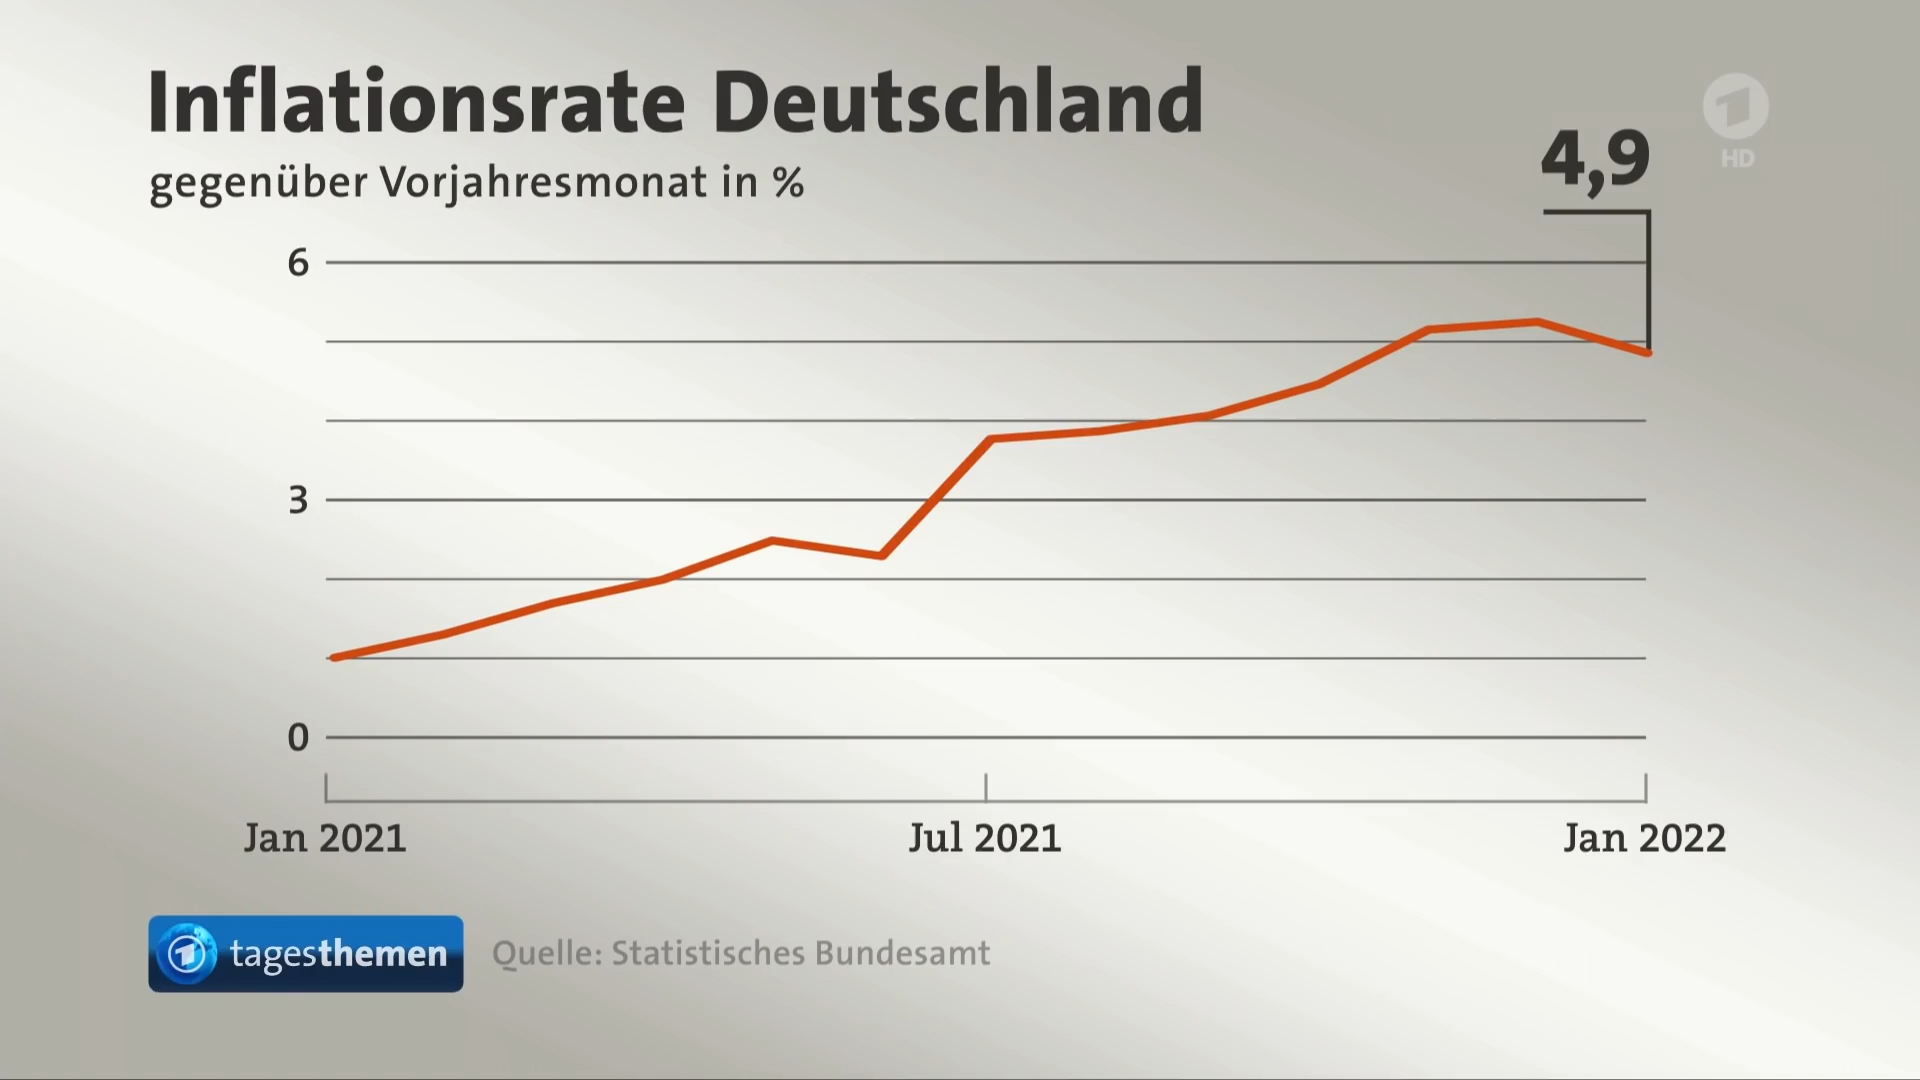 Inflationsrate Deutschland
gegenüber Vorjahresmonat in %
4,9
HD
6
3
0
Jan 2021
Jul 2021
Jan 2022
tagesthemen
Quelle: Statistisches Bundesamt